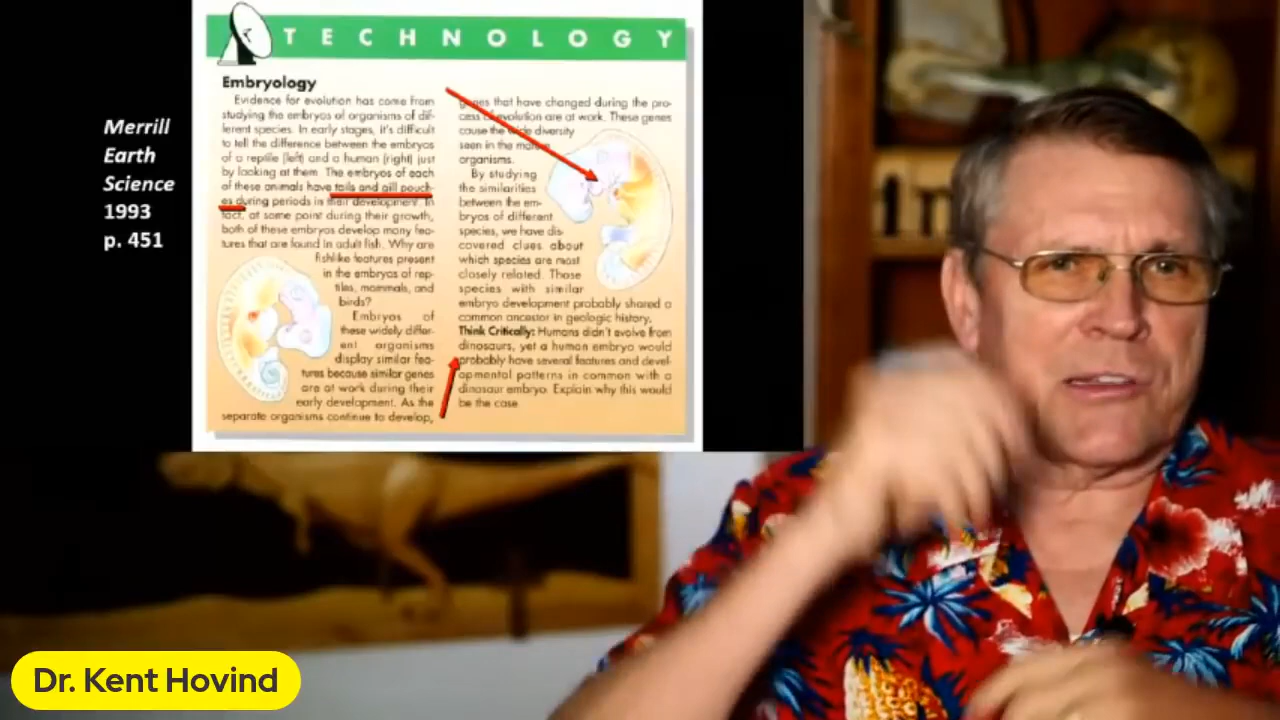 TECHNOLOGY
Merrill
Earth
Science
1993
p. 451
Embryology
Evidence for evolution has come from
studying the embryos of organisms of dif-
ferent species. In early stages, it's difficult
to tell the difference between the embryos
of a reptile (left) and a human (right) just
by looking at them. The embryos of each
of these animals have tails and gill pouch-
es during periods in their development. In
fact, at some point during their growth,
both of these embryos develop many fea-
tures that are found in adult fish. Why are
fishlike features present
in the embryos of rep-
tiles, mammals, and
birds?
Embryos of
these widely differ-
ent organisms
display similar fea-
tures because similar genes
are at work during their
early development. As the
separate organisms continue to develop,
genes that have changed during the pro-
cess of evolution are at work. These genes
cause the wide diversity
seen in the mature
organisms.
By studying
the similarities
between the em-
bryos of different
species, we have dis-
covered clues about
which species are most
closely related. Those
species with similar
embryo development probably shared a
common ancestor in geologic history.
Think Critically: Humans didn't evolve from
dinosaurs, yet a human embryo would
probably have several features and devel-
opmental patterns in common with a
dinosaur embryo. Explain why this would
be the case.
Dr. Kent Hovind